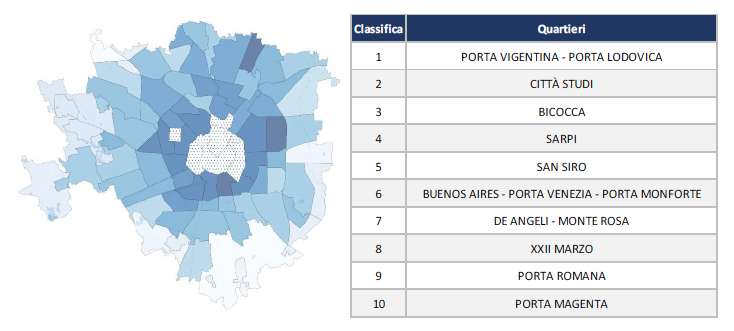 Classifica Quartieri
1 PORTA VIGENTINA - PORTA LODOVICA
2 CITTÀ STUDI
3 BICOCCA
4 SARPI
5 SAN SIRO
6 BUENOS AIRES - PORTA VENEZIA - PORTA MONFORTE
7 DE ANGELI - MONTE ROSA
8 XXII MARZO
9 PORTA ROMANA
10 PORTA MAGENTA